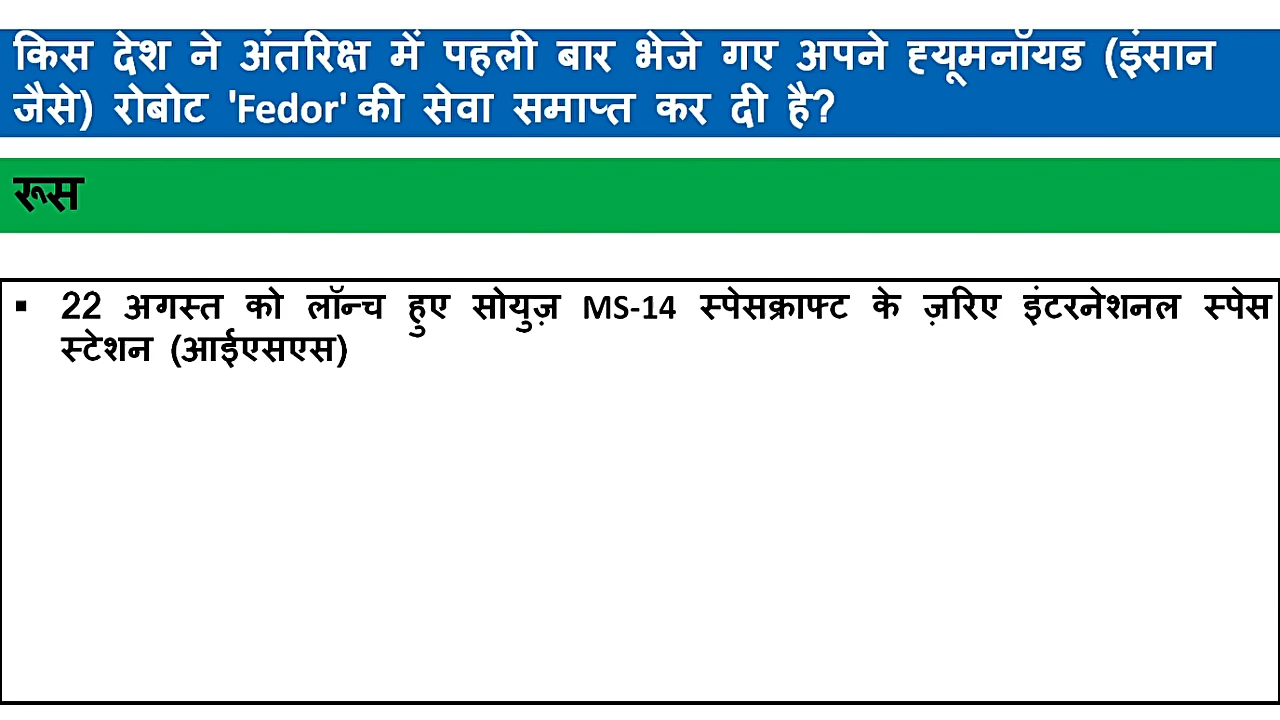 किस देश ने अंतरिक्ष में पहली बार भेजे गए अपने ह्यूमनॉयड (इंसान
जैसे) रोबोट 'Fedor' की सेवा समाप्त कर दी है?
रूस
▪ 22 अगस्त को लॉन्च हुए सोयुज़ MS-14 स्पेसक्राफ्ट के ज़रिए इंटरनेशनल स्पेस
स्टेशन (आईएसएस)